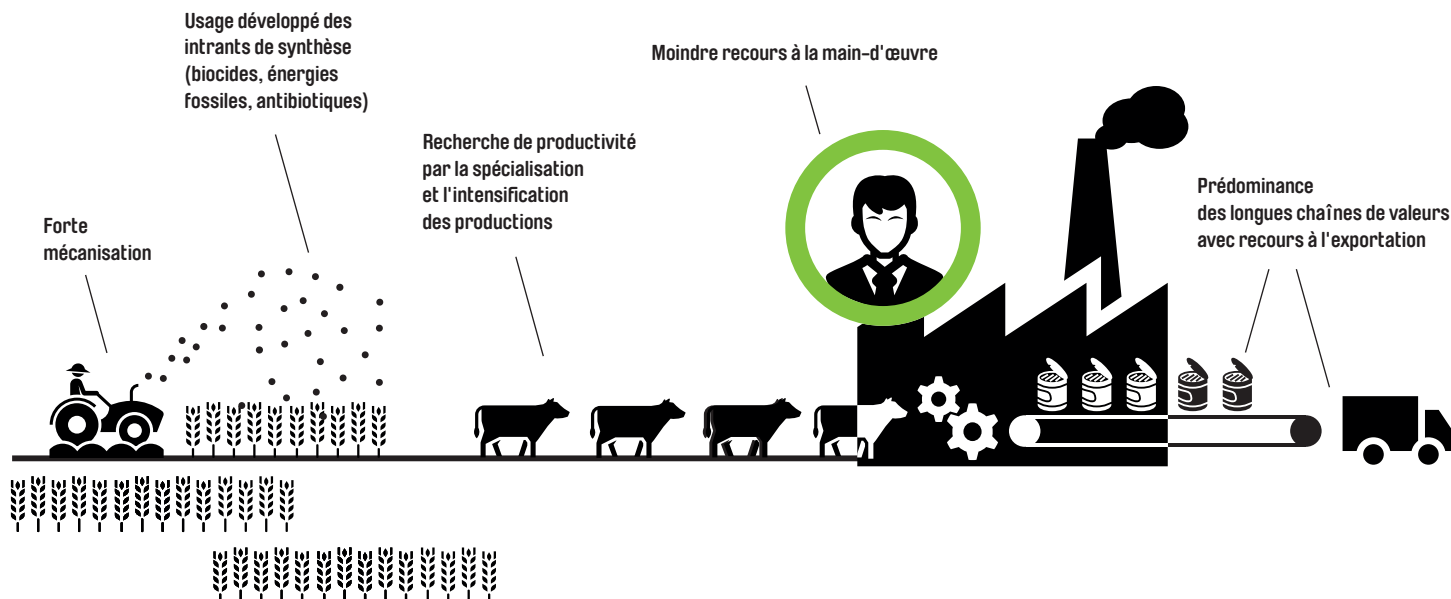 Usage développé des
intrants de synthèse
(biocides, énergies
fossiles, antibiotiques)
Moindre recours à la main-d'œuvre
Recherche de productivité
par la spécialisation
et l'intensification
des productions
Prédominance
des longues chaînes de valeurs
avec recours à l'exportation
Forte
mécanisation